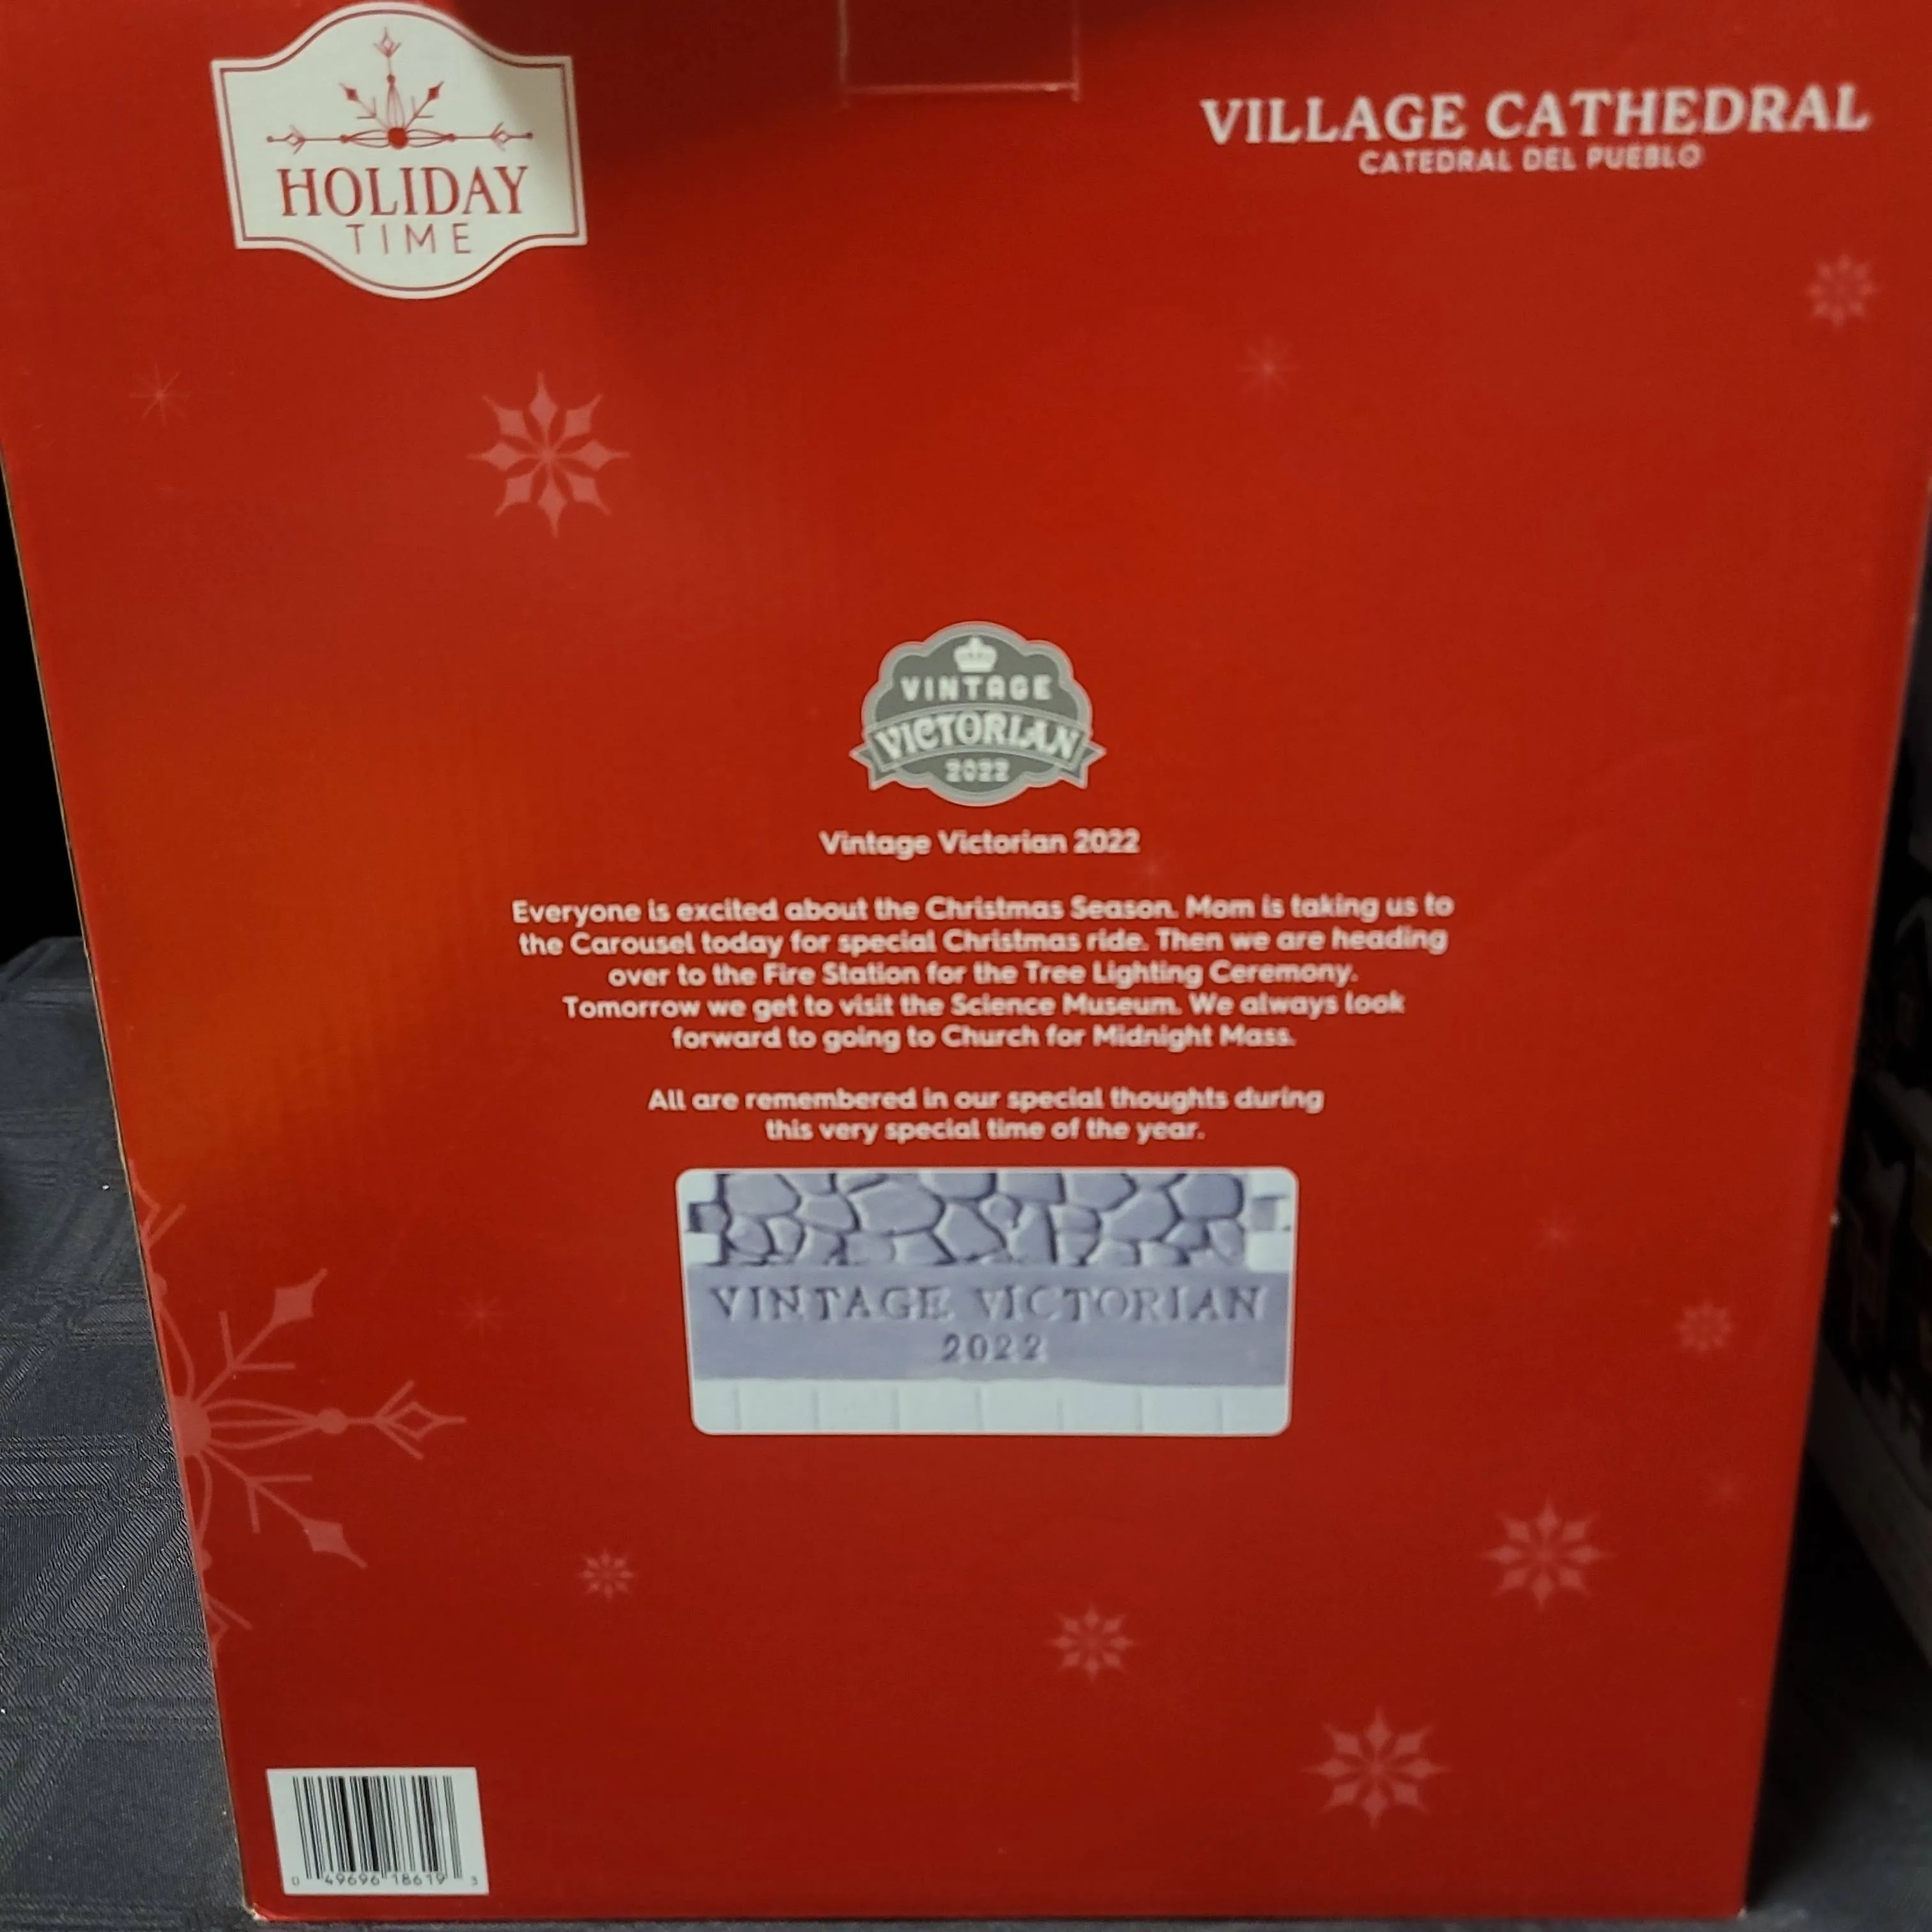 HOLIDAY
TIME
VILLAGE CATHEDRAL
CATEDRAL DEL PUEBLO
VINTAGE
VICTORIAN
2022
Vintage Victorian 2022
Everyone is excited about the Christmas Season. Mom is taking us to
the Carousel today for special Christmas ride. Then we are heading
over to the Fire Station for the Tree Lighting Ceremony.
Tomorrow we get to visit the Science Museum. We always look
forward to going to Church for Midnight Mass.
All are remembered in our special thoughts during
this very special time of the year.
VINTAGE VICTORIAN
2022
0 49696 18619 3